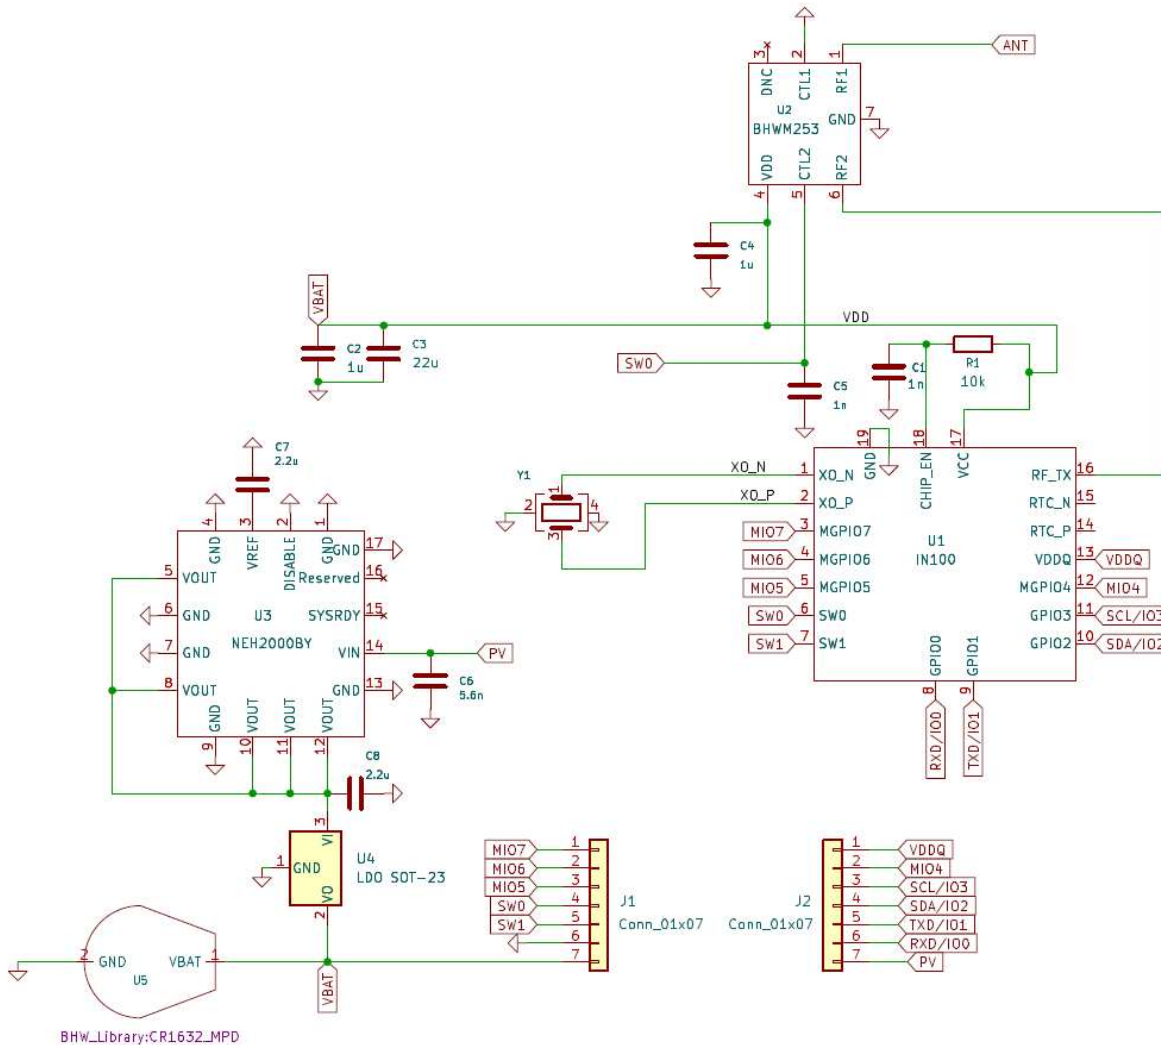 ANT
3
2
1
DNC
CTL1
RF1
U2
BHWM253
GND
7
VDD
CTL2
RF2
4
5
6
C4
1u
VBAT
VDD
C2
1u
C3
22u
SW0
C1
1n
R1
10k
C5
1n
C7
2.2u
19
18
17
GND
CHIP_EN
VCC
Y1
1
2
4
3
XO_N
XO_P
1
XO_N
2
XO_P
MIO7
3
MGPIO7
MIO6
4
MGPIO6
MIO5
5
MGPIO5
SW0
6
SW0
SW1
7
SW1
U1
IN100
RF_TX
16
RTC_N
15
RTC_P
14
VDDQ
13
VDDQ
MGPIO4
12
MIO4
GPIO3
11
SCL/IO3
GPIO2
10
SDA/IO2
GPIO0
GPIO1
8
9
RXD/IO0
TXD/IO1
4
3
2
1
GND
VREF
DISABLE
GND
GND
17
5
VOUT
Reserved
16
6
GND
U3
SYSRDY
15
NEH2000BY
7
GND
VIN
14
PV
8
VOUT
GND
13
C6
5.6n
GND
VOUT
VOUT
VOUT
9
10
11
12
C8
2.2u
3
VI
1
GND
U4
LDO SOT-23
VO
2
MIO7
1
MIO6
2
MIO5
3
SW0
4
SW1
5
6
7
J1
Conn_01x07
J2
Conn_01x07
1
VDDQ
2
MIO4
3
SCL/IO3
4
SDA/IO2
5
TXD/IO1
6
RXD/IO0
7
PV
2
GND
VBAT
1
U5
VBAT
BHW_Library:CR1632_MPD